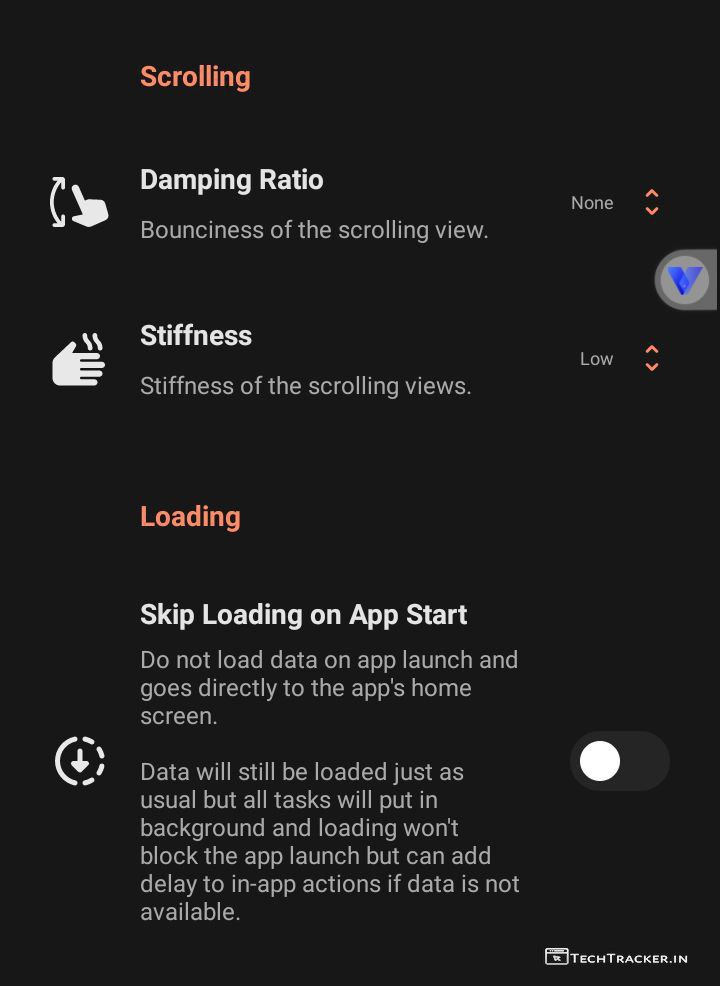 Scrolling
Damping Ratio
None
Bounciness of the scrolling view.
Stiffness
Low
Stiffness of the scrolling views.
Loading
Skip Loading on App Start
Do not load data on app launch and
goes directly to the app's home
screen.
Data will still be loaded just as
usual but all tasks will put in
background and loading won't
block the app launch but can add
delay to in-app actions if data is not
available.
TECHTRACKER.IN